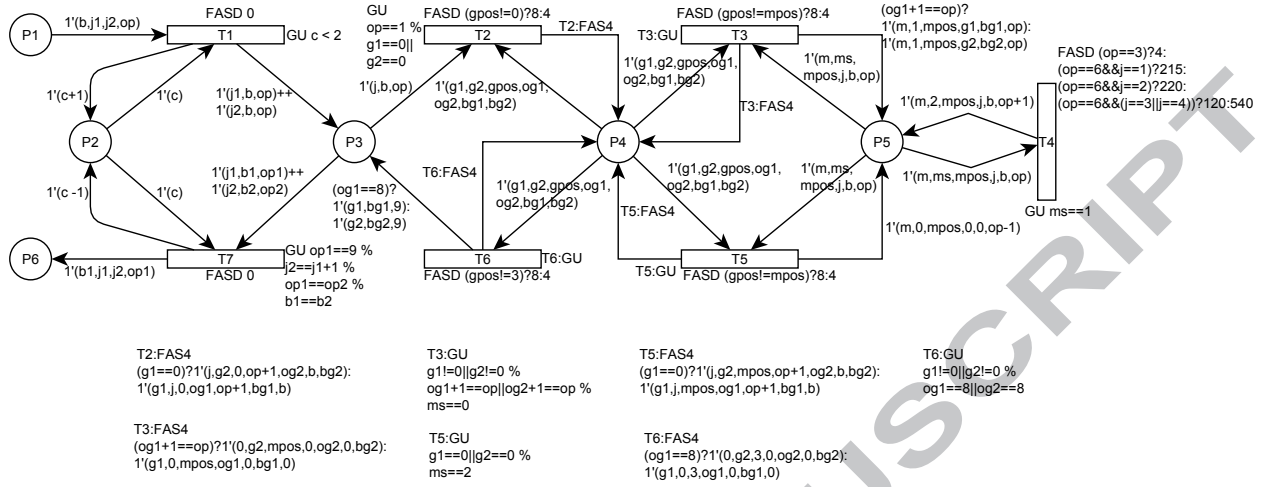 FASD 0
P1
1'(b,j1,j2,op)
T1
GU c < 2
1'(c+1)
1'(c)
1'(j1,b,op)++
1'(j2,b,op)
P2
P3
1'(c -1)
1'(c)
1'(j1,b1,op1)++
1'(j2,b2,op2)
P6
1'(b1,j1,j2,op1)
T7
FASD 0
GU op1==9 %
j2==j1+1 %
op1==op2 %
b1==b2
GU
op==1 %
g1==0||
g2==0
FASD (gpos!=0)?8:4
T2
T2:FAS4
1'(j,b,op)
1'(g1,g2,gpos,og1,
og2,bg1,bg2)
P4
T6:FAS4
(og1==8)?
1'(g1,bg1,9):
1'(g2,bg2,9)
1'(g1,g2,gpos,og1,
og2,bg1,bg2)
T6
T6:GU
FASD (gpos!=3)?8:4
FASD (gpos!=mpos)?8:4
T3:GU
T3
1'(g1,g2,gpos,og1,
og2,bg1,bg2)
T3:FAS4
1'(m,ms,
mpos,j,b,op)
(og1+1==op)?
1'(m,1,mpos,g1,bg1,op):
1'(m,1,mpos,g2,bg2,op)
P5
1'(g1,g2,gpos,og1,
og2,bg1,bg2)
1'(m,ms,
mpos,j,b,op)
T5:FAS4
T5:GU
T5
FASD (gpos!=mpos)?8:4
1'(m,0,mpos,0,0,op-1)
FASD (op==3)?4:
(op==6&&j==1)?215:
(op==6&&j==2)?220:
(op==6&&(j==3||j==4))?120:540
1'(m,2,mpos,j,b,op+1)
T4
1'(m,ms,mpos,j,b,op)
GU ms==1
T2:FAS4
(g1==0)?1'(j,g2,0,op+1,og2,b,bg2):
1'(g1,j,0,og1,op+1,bg1,b)
T3:GU
g1!=0||g2!=0 %
og1+1==op||og2+1==op %
ms==0
T5:FAS4
(g1==0)?1'(j,g2,mpos,op+1,og2,b,bg2):
1'(g1,j,mpos,og1,op+1,bg1,b)
T6:GU
g1!=0||g2!=0 %
og1==8||og2==8
T3:FAS4
(og1+1==op)?1'(0,g2,mpos,0,og2,0,bg2):
1'(g1,0,mpos,og1,0,bg1,0)
T5:GU
g1==0||g2==0 %
ms==2
T6:FAS4
(og1==8)?1'(0,g2,3,0,og2,0,bg2):
1'(g1,0,3,og1,0,bg1,0)
USCRIPT